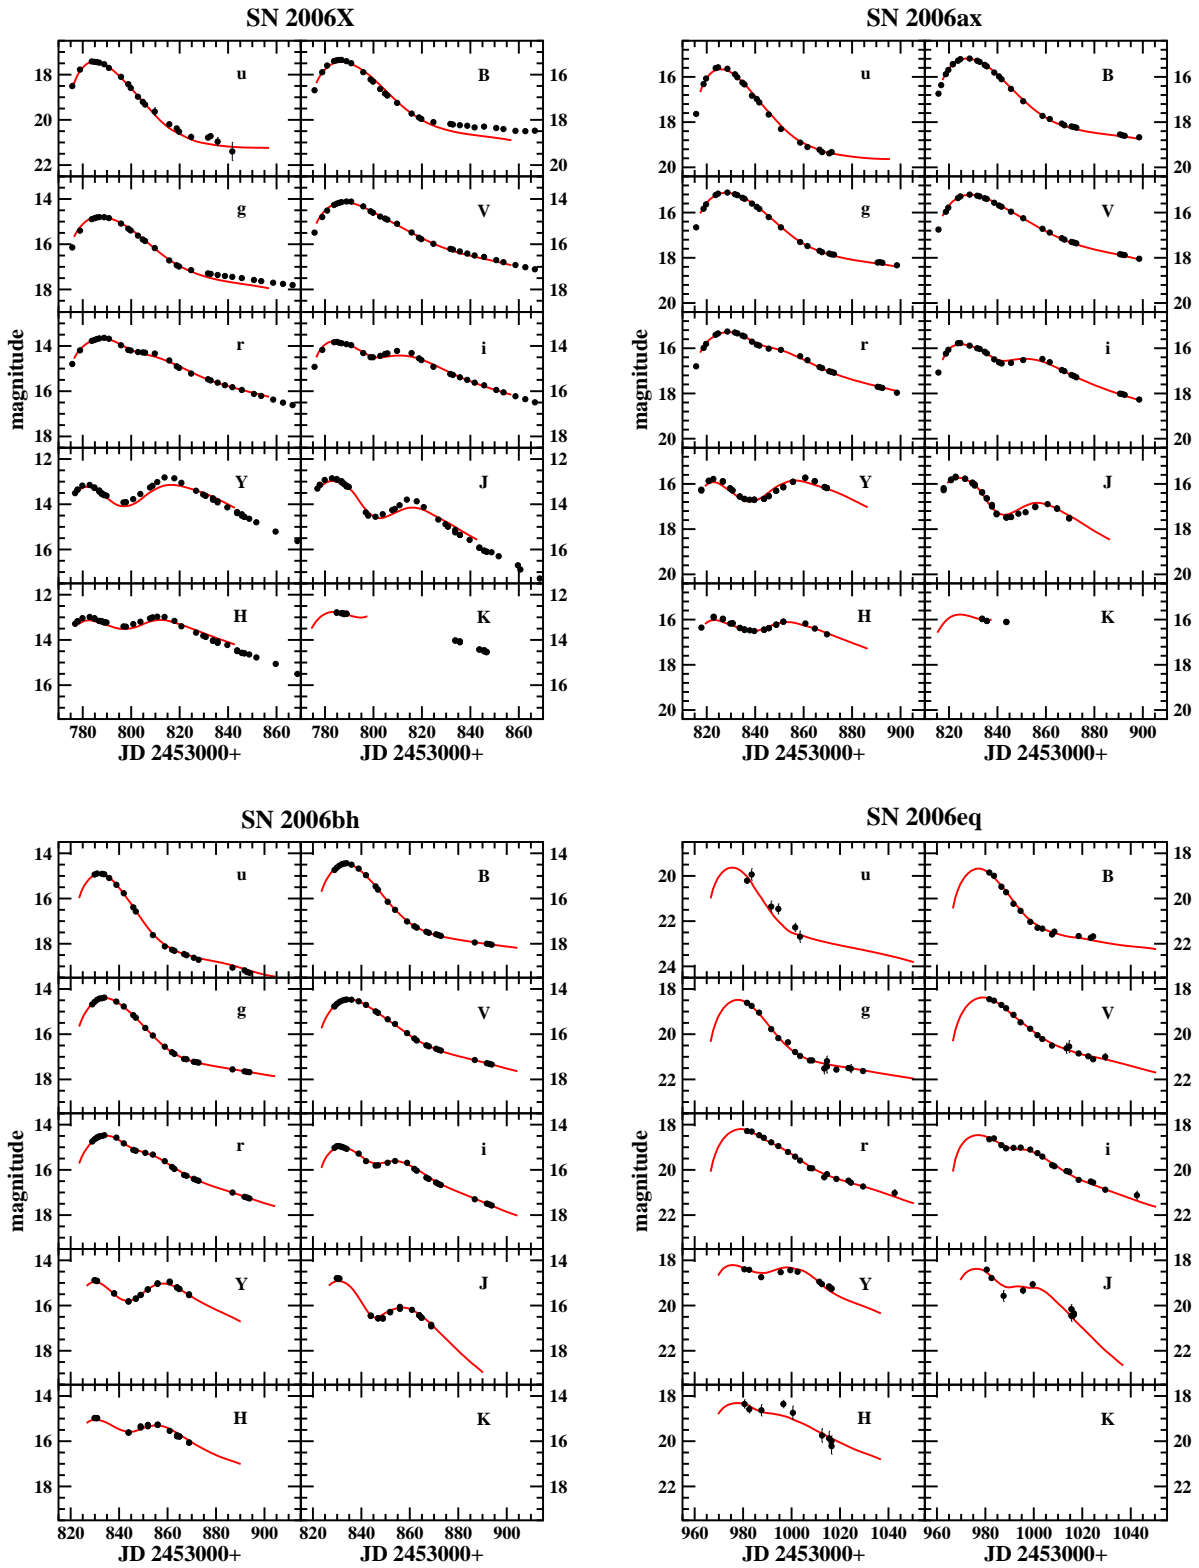 SN 2006X
17.5
20
22
u
16
18
20
B
14
16
18
g
14
16
18
V
magnitude
14
16
18
r
14
16
18
i
12
14
16
Y
12
14
16
J
12
14
16
H
12
14
16
K
780 800 820 840 860
780 800 820 840 860
JD 2453000+
JD 2453000+
SN 2006ax
16
18
20
u
16
18
20
B
16
18
20
g
16
18
20
V
magnitude
16
18
20
r
16
18
20
i
16
18
20
Y
16
18
20
J
16
18
20
H
16
18
20
K
820 840 860 880 900
820 840 860 880 900
JD 2453000+
JD 2453000+
SN 2006bh
14
16
18
u
14
16
18
B
14
16
18
g
14
16
18
V
magnitude
14
16
18
r
14
16
18
i
14
16
18
Y
14
16
18
J
14
16
18
H
14
16
18
K
820 840 860 880 900
820 840 860 880 900
JD 2453000+
JD 2453000+
SN 2006eq
20
22
24
u
18
20
22
B
18
20
22
g
18
20
22
V
magnitude
18
20
22
r
18
20
22
i
18
20
22
Y
18
20
22
J
18
20
22
H
18
20
22
K
960 980 1000 1020 1040
960 980 1000 1020 1040
JD 2453000+
JD 2453000+